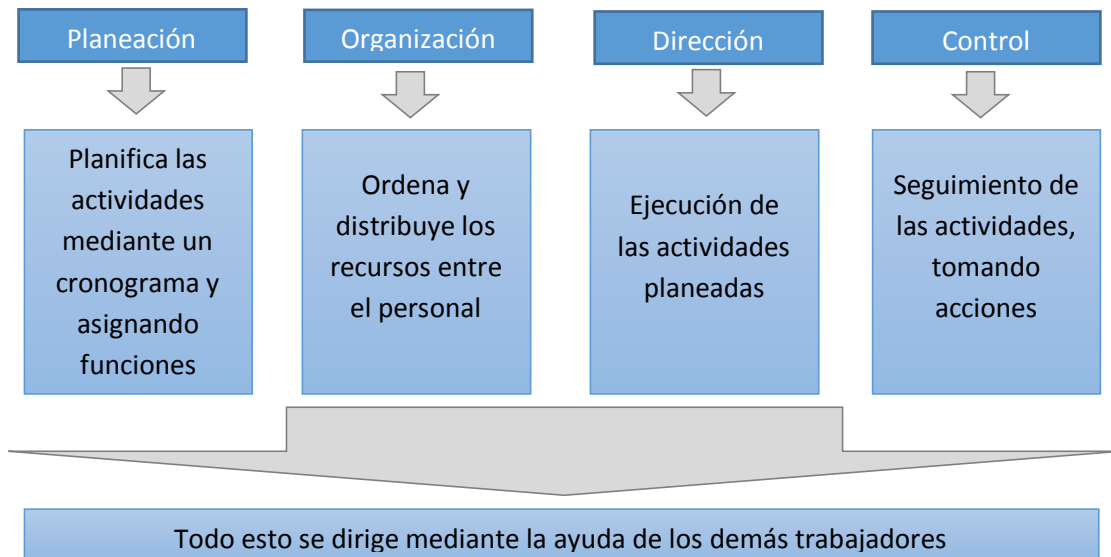 Planeación
Organización
Dirección
Control
Planifica las
actividades
mediante un
cronograma y
asignando
funciones
Ordena y
distribuye los
recursos entre
el personal
Ejecución de
las actividades
planeadas
Seguimiento de
las actividades,
tomando
acciones
Todo esto se dirige mediante la ayuda de los demás trabajadores